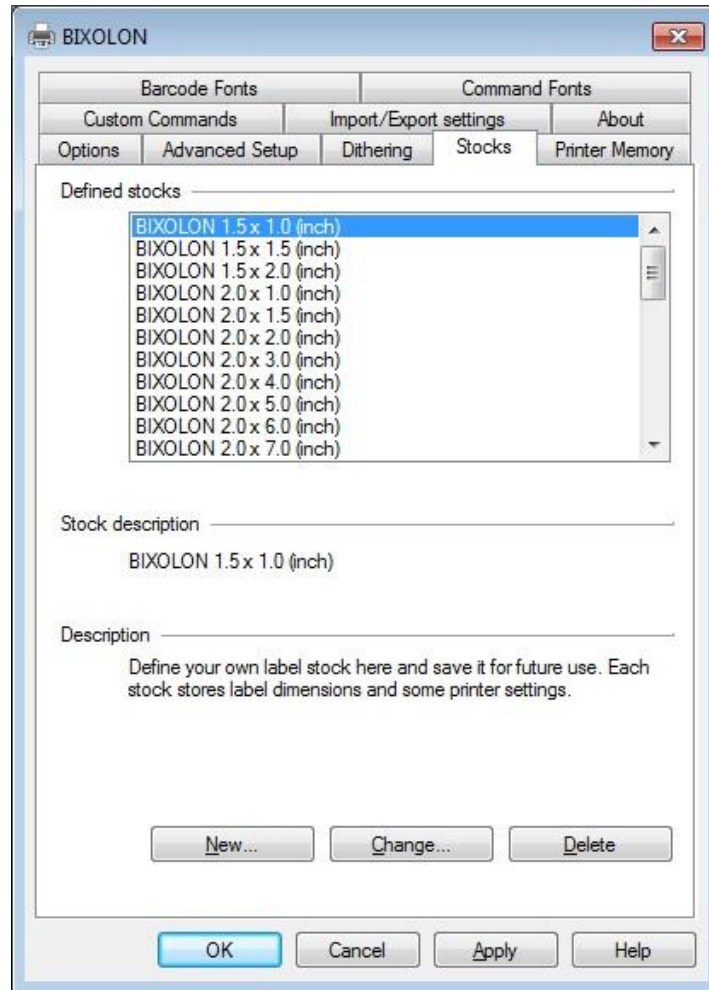 BIXOLON
Barcode Fonts Command Fonts
Custom Commands Import/Export settings About
Options Advanced Setup Dithering Stocks Printer Memory
Defined stocks
BIXOLON 1.5 x 1.0 (inch)
BIXOLON 1.5 x 1.5 (inch)
BIXOLON 1.5 x 2.0 (inch)
BIXOLON 2.0 x 1.0 (inch)
BIXOLON 2.0 x 1.5 (inch)
BIXOLON 2.0 x 2.0 (inch)
BIXOLON 2.0 x 3.0 (inch)
BIXOLON 2.0 x 4.0 (inch)
BIXOLON 2.0 x 5.0 (inch)
BIXOLON 2.0 x 6.0 (inch)
BIXOLON 2.0 x 7.0 (inch)
Stock description
BIXOLON 1.5 x 1.0 (inch)
Description
Define your own label stock here and save it for future use. Each
stock stores label dimensions and some printer settings.
New... Change... Delete
OK Cancel Apply Help